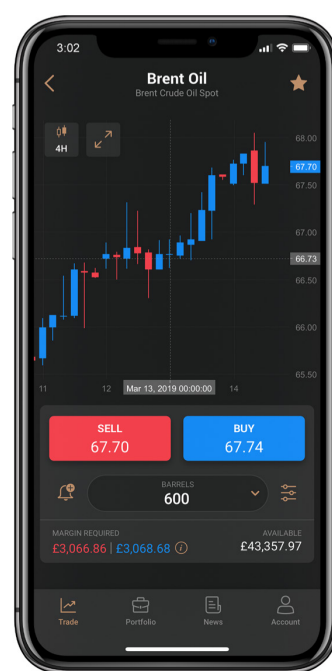 3:02
Brent Oil
Brent Crude Oil Spot
4H
68.00
67.70
67.50
67.00
66.73
66.50
66.00
65.50
11 12 Mar 13, 2019 00:00:00 14
SELL BUY
67.70 67.74
BARRELS
600
MARGIN REQUIRED AVAILABLE
£3,066.86 | £3,068.68 £43,357.97
Trade Portfolio News Account